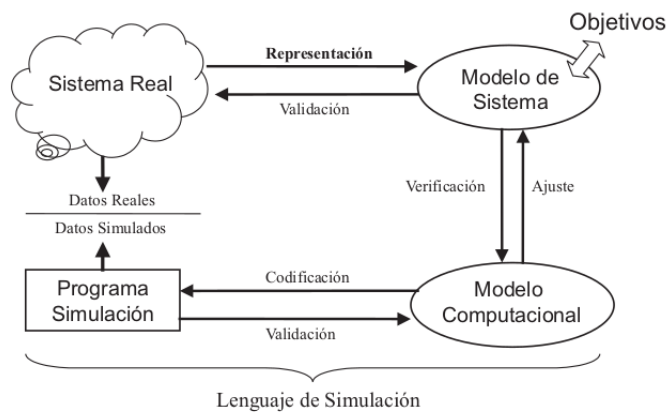 Objetivos
Representación
Sistema Real
Modelo de
Sistema
Validación
Verificación
Ajuste
Datos Reales
Datos Simulados
Codificación
Programa
Simulación
Modelo
Computacional
Validación
Lenguaje de Simulación